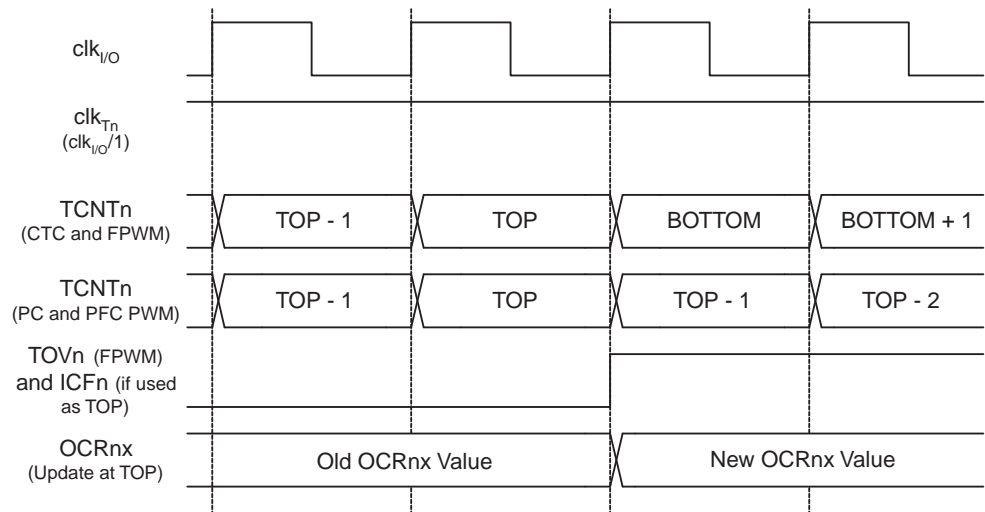 clkI/O
clkTn
(clkI/O/1)
TCNTn
(CTC and FPWM)
TOP - 1
TOP
BOTTOM
BOTTOM + 1
TCNTn
(PC and PFC PWM)
TOP - 1
TOP
TOP - 1
TOP - 2
TOVn (FPWM)
and ICFn (if used
as TOP)
OCRnx
(Update at TOP)
Old OCRnx Value
New OCRnx Value